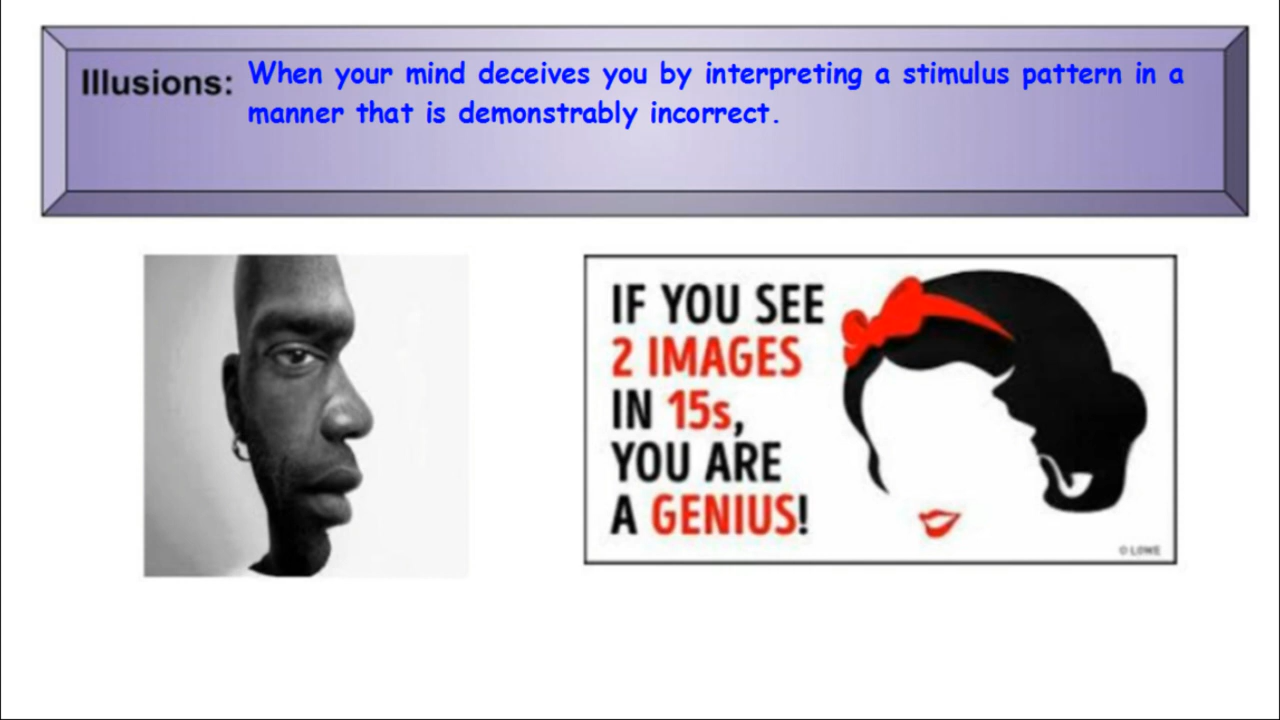 Illusions: When your mind deceives you by interpreting a stimulus pattern in a
manner that is demonstrably incorrect.
IF YOU SEE
2 IMAGES
IN 15s,
YOU ARE
A GENIUS!
© LOWE